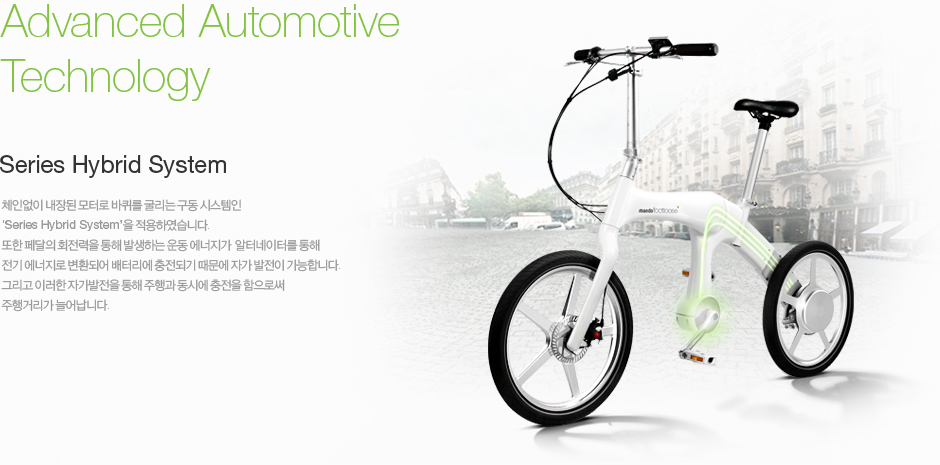 Advanced Automotive
Technology
Series Hybrid System
체인없이 내장된 모터로 바퀴를 굴리는 구동 시스템인
'Series Hybrid System'을 적용하였습니다.
또한 페달의 회전력을 통해 발생하는 운동 에너지가 알터네이터를 통해
전기 에너지로 변환되어 배터리에 충전되기 때문에 자가 발전이 가능합니다.
그리고 이러한 자가발전을 통해 주행과 동시에 충전을 함으로써
주행거리가 늘어납니다.
mando footloose